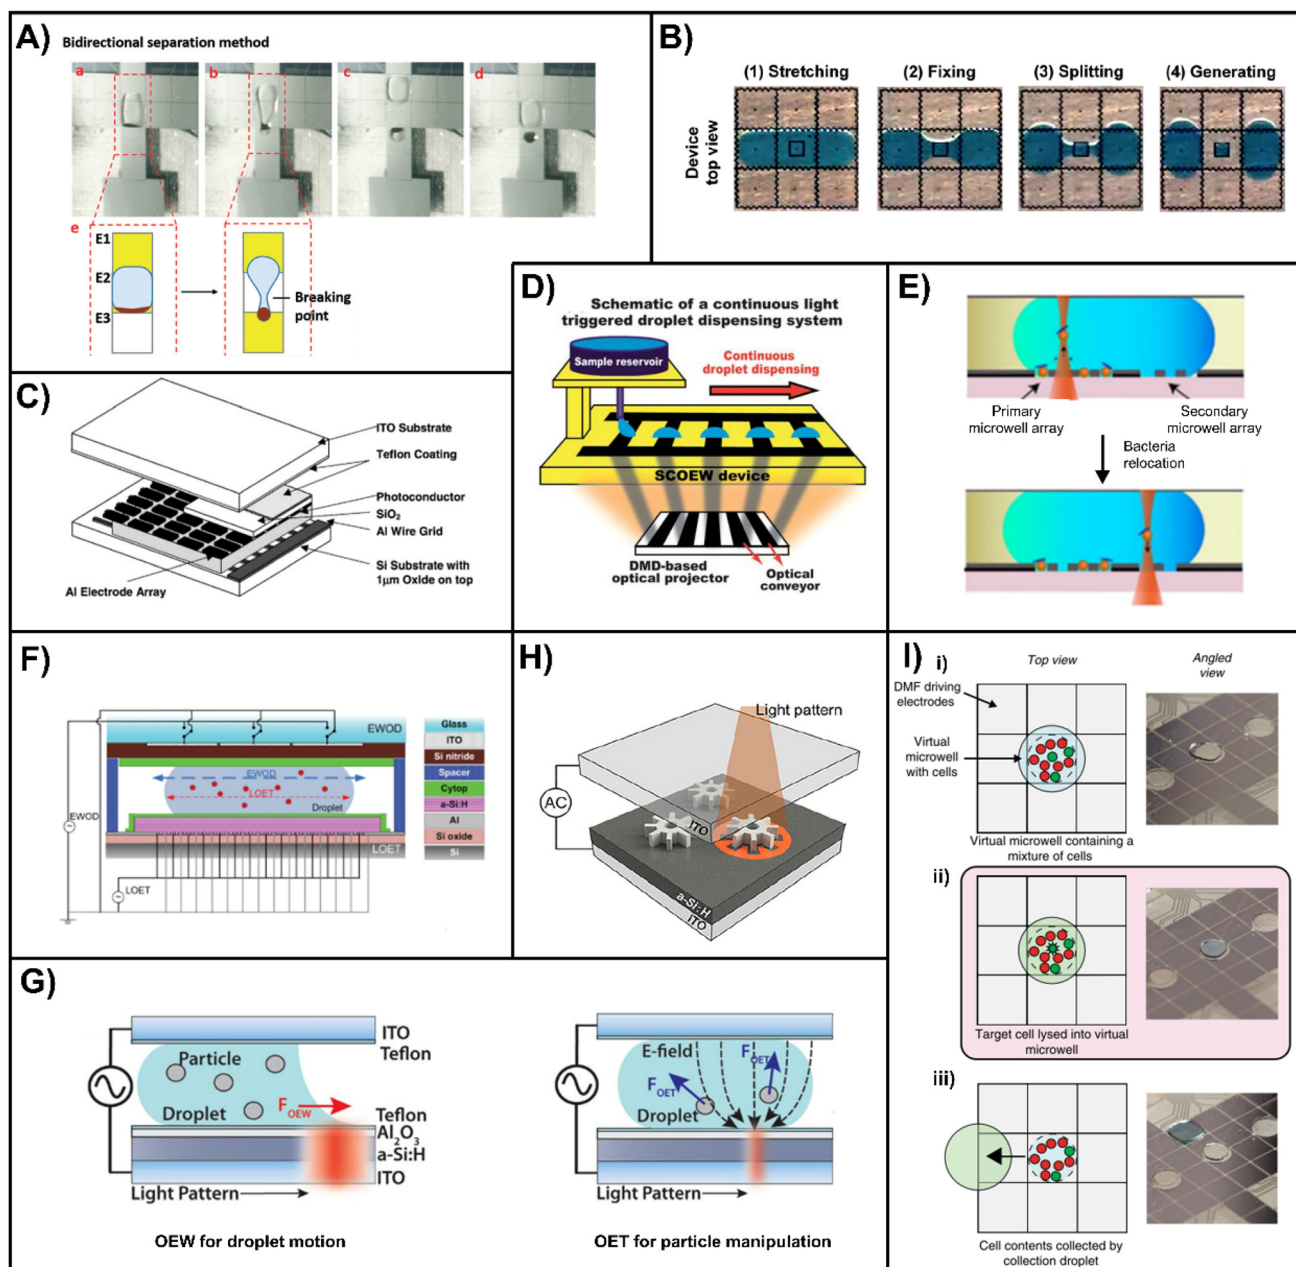 A)
Bidirectional separation method
a
b
c
d
e
E1
E2
E3
Breaking
point
B)
(1) Stretching
(2) Fixing
(3) Splitting
(4) Generating
Device
top view
C)
ITO Substrate
Teflon Coating
Photoconductor
SiO2
Al Wire Grid
Si Substrate with
1µm Oxide on top
Al Electrode Array
D)
Schematic of a continuous light
triggered droplet dispensing system
Sample reservoir
Continuous
droplet dispensing
SCOEW device
DMD-based
optical projector
Optical
conveyor
E)
Primary
microwell array
Secondary
microwell array
Bacteria
relocation
F)
EWOD
EWOD
LOET
Droplet
EWOD
LOET
LOET
Glass
ITO
Si nitride
Spacer
Cytop
a-Si:H
Al
Si oxide
Si
H)
Light pattern
AC
ITO
a-Si:H
ITO
G)
ITO
Teflon
Particle
Droplet
FOEW
Teflon
Al2O3
a-Si:H
ITO
Light Pattern
OEW for droplet motion
E-field
FOET
FOET
Droplet
Light Pattern
OET for particle manipulation
I)
i)
Top view
Angled
view
DMF driving
electrodes
Virtual
microwell
with cells
Virtual microwell containing a
mixture of cells
ii)
Target cell lysed into virtual
microwell
iii)
Cell contents collected by
collection droplet